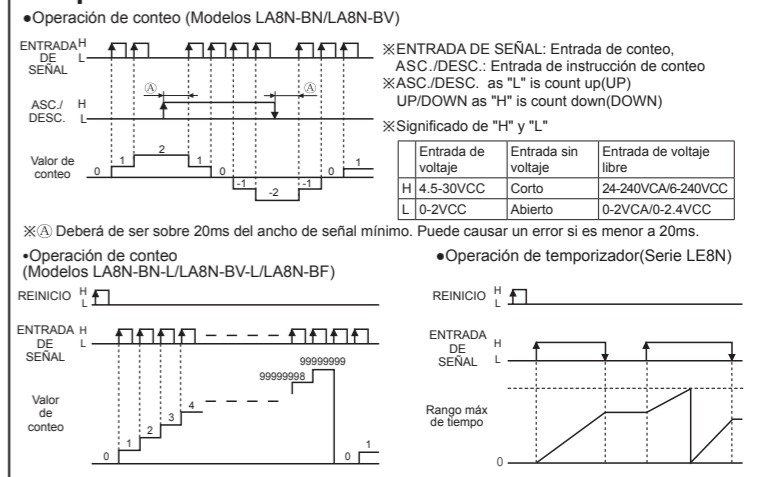 ●Operación de conteo (Modelos LA8N-BN/LA8N-BV)
ENTRADA DE SEÑAL
H
L
Ⓐ Ⓐ
ASC./ DESC.
H
L
Valor de conteo
0 1 2 1 0 -1 -2 -1 0 1
※ENTRADA DE SEÑAL: Entrada de conteo,
ASC./DESC.: Entrada de instrucción de conteo
※ASC./DESC. as "L" is count up(UP)
UP/DOWN as "H" is count down(DOWN)
※Significado de "H" y "L"
Entrada de voltaje | Entrada sin voltaje | Entrada de voltaje libre
H | 4.5-30VCC | Corto | 24-240VCA/6-240VCC
L | 0-2VCC | Abierto | 0-2VCA/0-2.4VCC
※Ⓐ Deberá de ser sobre 20ms del ancho de señal mínimo. Puede causar un error si es menor a 20ms.
•Operación de conteo
(Modelos LA8N-BN-L/LA8N-BV-L/LA8N-BF)
REINICIO H
L
ENTRADA DE SEÑAL
H
L
Valor de conteo
0 1 2 3 4 99999998 99999999 0 1
●Operación de temporizador(Serie LE8N)
REINICIO H
L
ENTRADA DE SEÑAL
H
L
Rango máx de tiempo
0